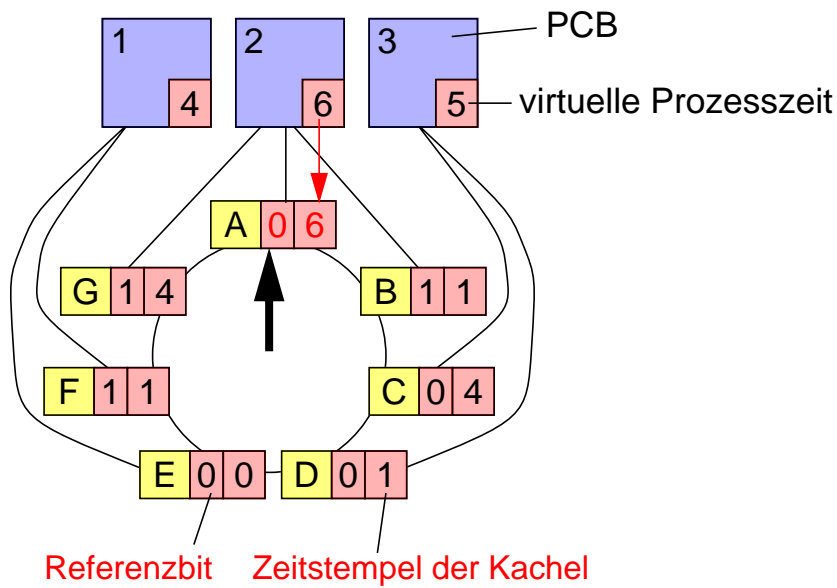 1 2 3 PCB
4 6 5 virtuelle Prozesszeit
A 0 6
G 1 4 B 1 1
F 1 1 C 0 4
E 0 0 D 0 1
Referenzbit Zeitstempel der Kachel